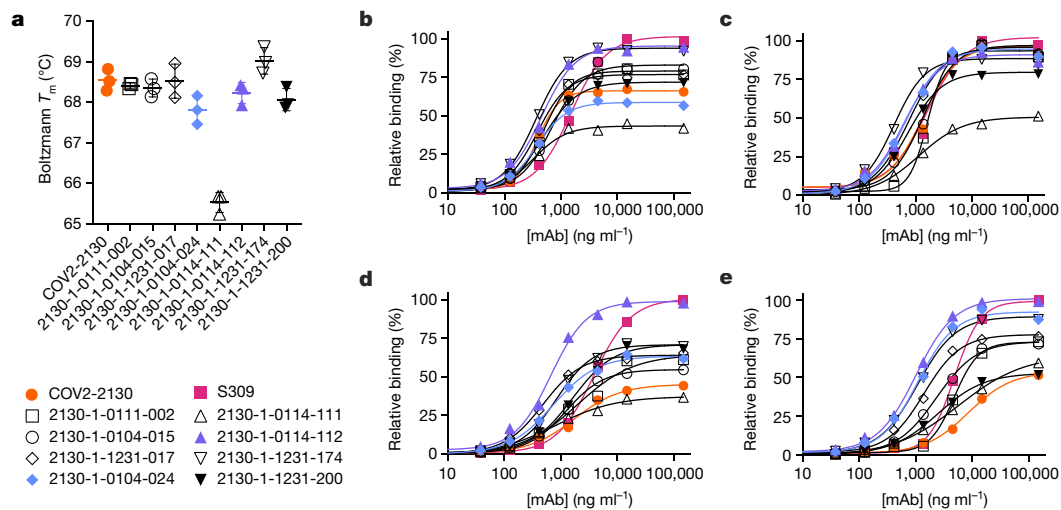 a
Boltzmann Tm (°C)
70
69
68
67
66
65
COV2-2130
2130-1-0111-002
2130-1-0104-015
2130-1-1231-017
2130-1-0104-024
2130-1-0114-111
2130-1-0114-112
2130-1-1231-174
2130-1-1231-200
b
Relative binding (%)
100
75
50
25
0
10 100 1,000 10,000 100,000
[mAb] (ng ml⁻¹)
c
Relative binding (%)
100
75
50
25
0
10 100 1,000 10,000 100,000
[mAb] (ng ml⁻¹)
COV2-2130
2130-1-0111-002
2130-1-0104-015
2130-1-1231-017
2130-1-0104-024
S309
2130-1-0114-111
2130-1-0114-112
2130-1-1231-174
2130-1-1231-200
d
Relative binding (%)
100
75
50
25
0
10 100 1,000 10,000 100,000
[mAb] (ng ml⁻¹)
e
Relative binding (%)
100
75
50
25
0
10 100 1,000 10,000 100,000
[mAb] (ng ml⁻¹)